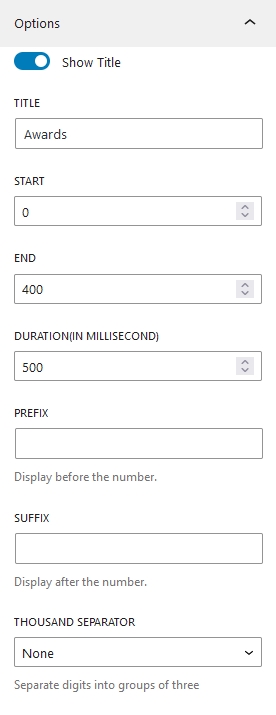 Options
Show Title
TITLE
Awards
START
0
END
400
DURATION(IN MILLISECOND)
500
PREFIX
Display before the number.
SUFFIX
Display after the number.
THOUSAND SEPARATOR
None
Separate digits into groups of three